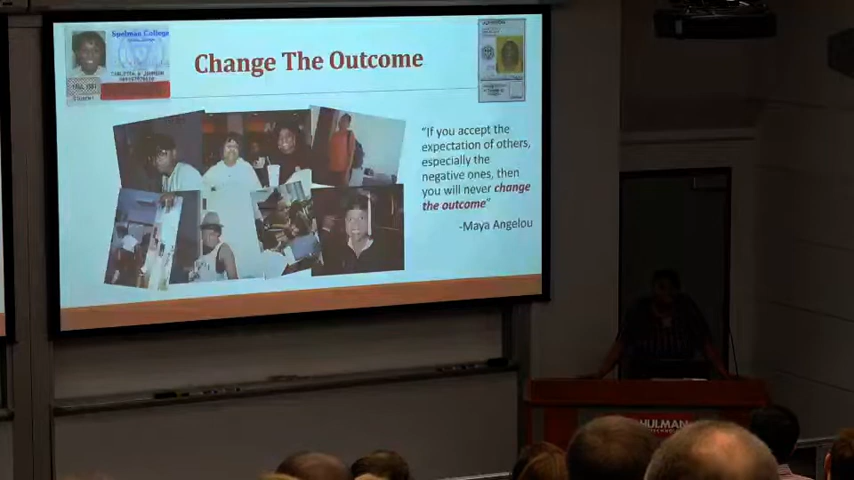 Spelman College
Change The Outcome
"If you accept the
expectation of others,
especially the
negative ones, then
you will never change
the outcome"
-Maya Angelou
HULMAN